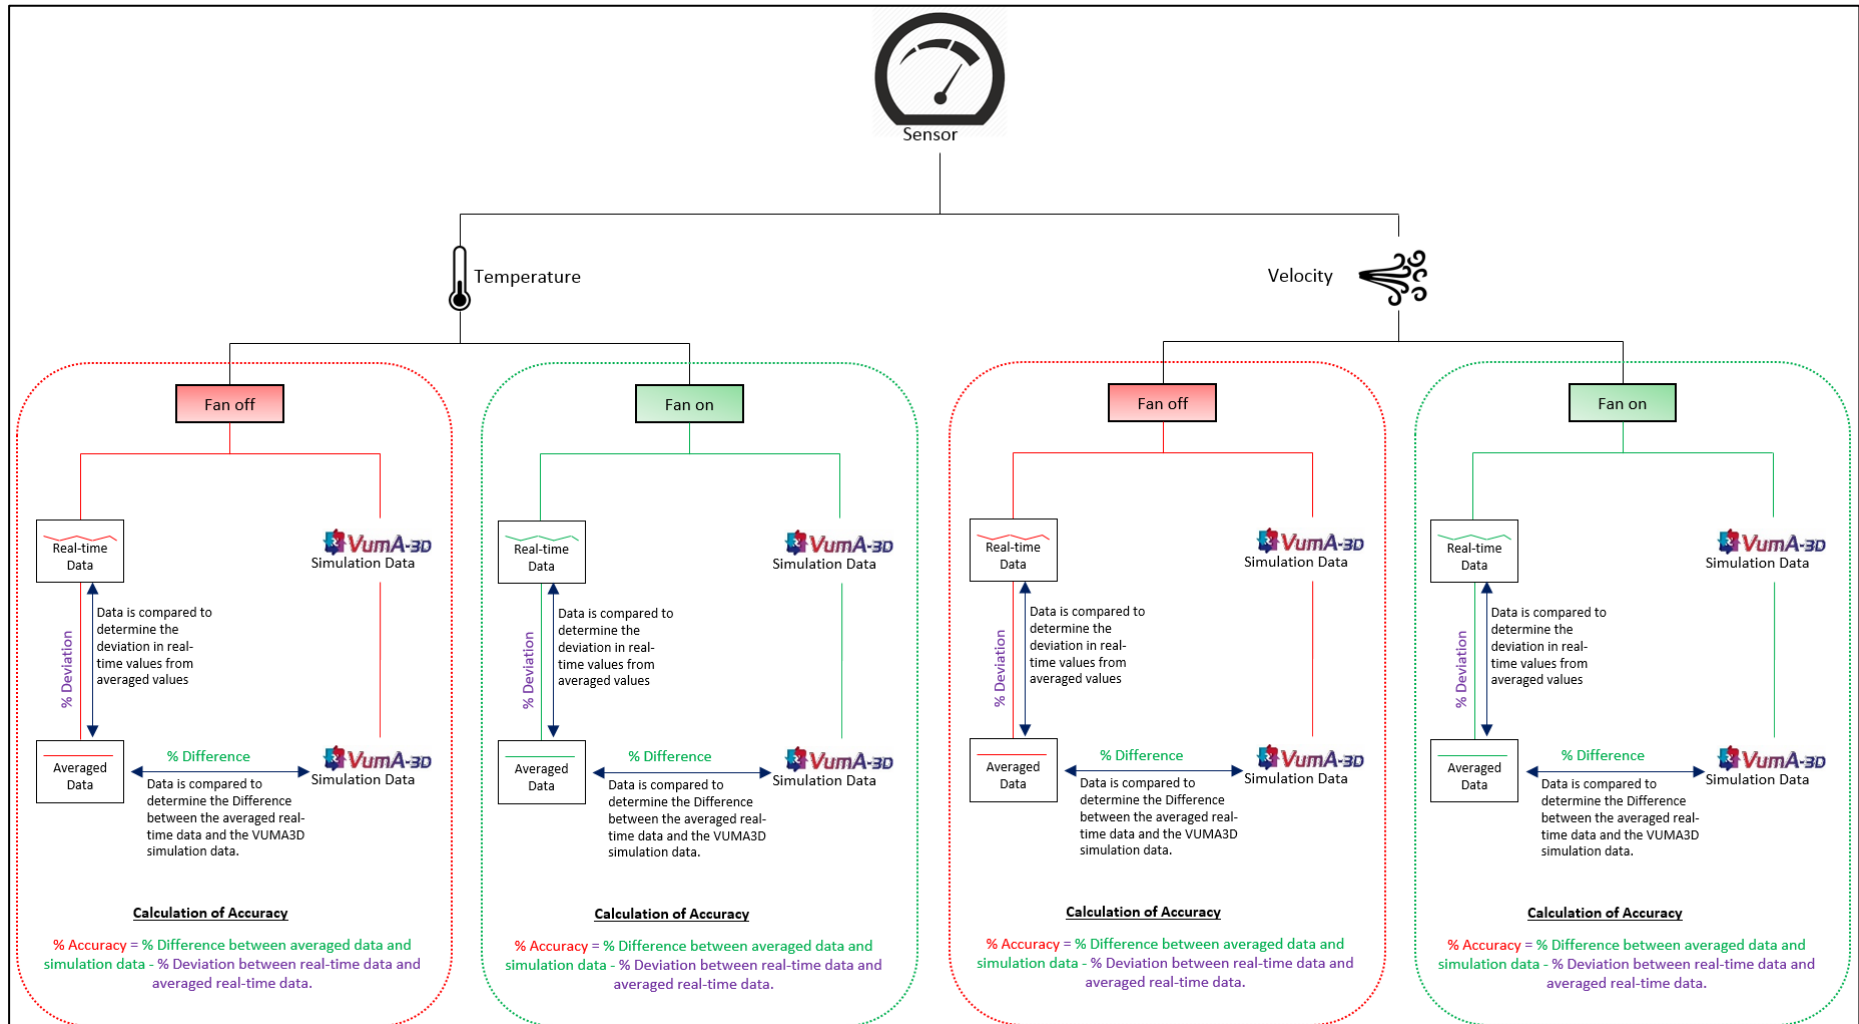 Sensor
Temperature
Velocity
Fan off
Real-time
Data
VumA-3D
Simulation Data
% Deviation
Data is compared to
determine the
deviation in real-
time values from
averaged values
Averaged
Data
% Difference
Data is compared to
determine the Difference
between the averaged real-
time data and the VUMA3D
simulation data.
VumA-3D
Simulation Data
Calculation of Accuracy
% Accuracy = % Difference between averaged data and
simulation data - % Deviation between real-time data and
averaged real-time data.
Fan on
Real-time
Data
VumA-3D
Simulation Data
% Deviation
Data is compared to
determine the
deviation in real-
time values from
averaged values
Averaged
Data
% Difference
Data is compared to
determine the Difference
between the averaged real-
time data and the VUMA3D
simulation data.
VumA-3D
Simulation Data
Calculation of Accuracy
% Accuracy = % Difference between averaged data and
simulation data - % Deviation between real-time data and
averaged real-time data.
Fan off
Real-time
Data
VumA-3D
Simulation Data
% Deviation
Data is compared to
determine the
deviation in real-
time values from
averaged values
Averaged
Data
% Difference
Data is compared to
determine the Difference
between the averaged real-
time data and the VUMA3D
simulation data.
VumA-3D
Simulation Data
Calculation of Accuracy
% Accuracy = % Difference between averaged data and
simulation data - % Deviation between real-time data and
averaged real-time data.
Fan on
Real-time
Data
VumA-3D
Simulation Data
% Deviation
Data is compared to
determine the
deviation in real-
time values from
averaged values
Averaged
Data
% Difference
Data is compared to
determine the Difference
between the averaged real-
time data and the VUMA3D
simulation data.
VumA-3D
Simulation Data
Calculation of Accuracy
% Accuracy = % Difference between averaged data and
simulation data - % Deviation between real-time data and
averaged real-time data.